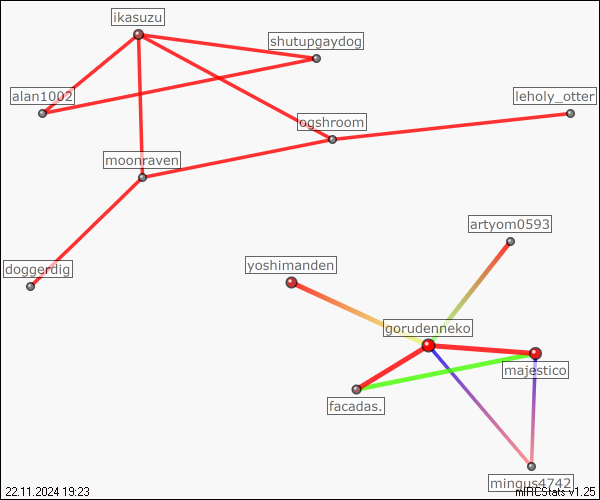 ikasuzu
shutupgaydog
alan1002
leholy_otter
ogshroom
moonraven
artyom0593
yoshimanden
doggerdig
gorudenneko
majestico
facadas.
mingus4742
22.11.2024 19:23
mIRCStats v1.25